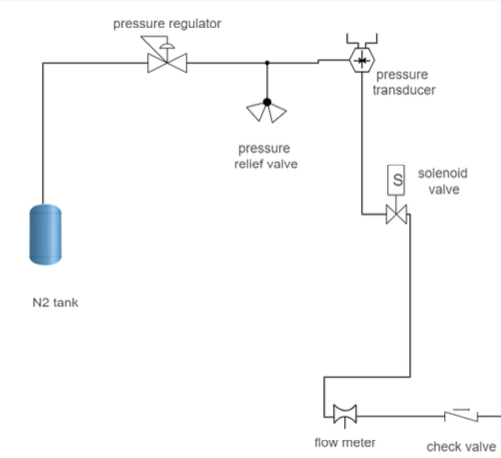 pressure regulator
pressure
transducer
pressure
relief valve
S
solenoid
valve
N2 tank
flow meter
check valve